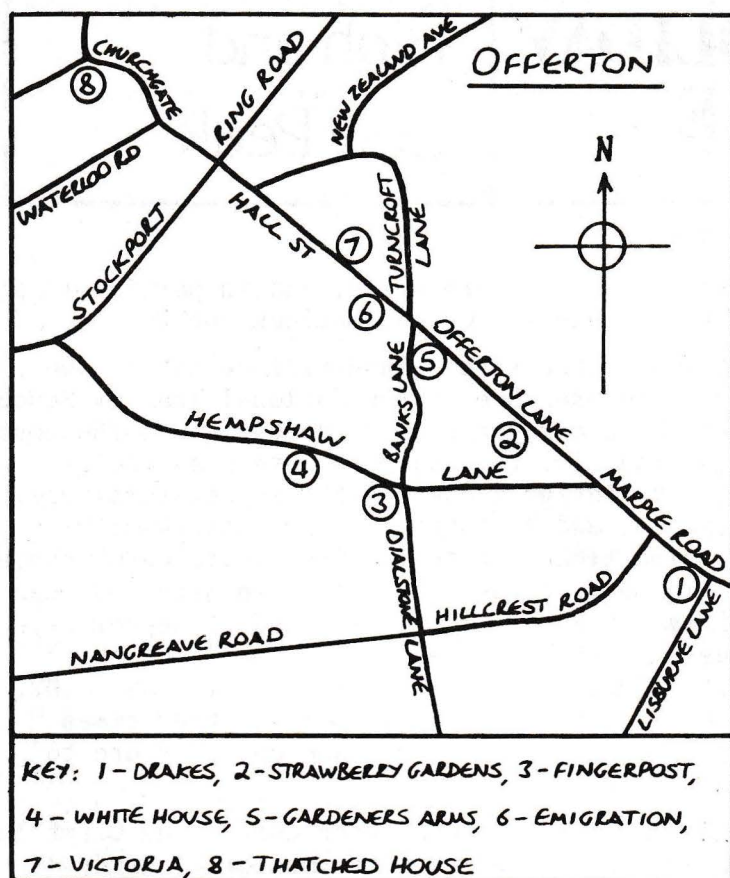 OFFERTON
N
CHURCHGATE
RING ROAD
NEW ZEALAND AVE
8
WATERLOO RD
STOCKPORT
HALL ST
TURNCROFT
LANE
7
6
5
OFFERTON LANE
BANKS LANE
2
HEMPSHAW
LANE
4
3
MARPLE ROAD
1
DIALSTONE LANE
HILLCREST ROAD
NANGREAVE ROAD
LISBURNE LANE
KEY: 1 - DRAKES, 2 - STRAWBERRY GARDENS, 3 - FINGERPOST,
4 - WHITE HOUSE, 5 - GARDENERS ARMS, 6 - EMIGRATION,
7 - VICTORIA, 8 - THATCHED HOUSE